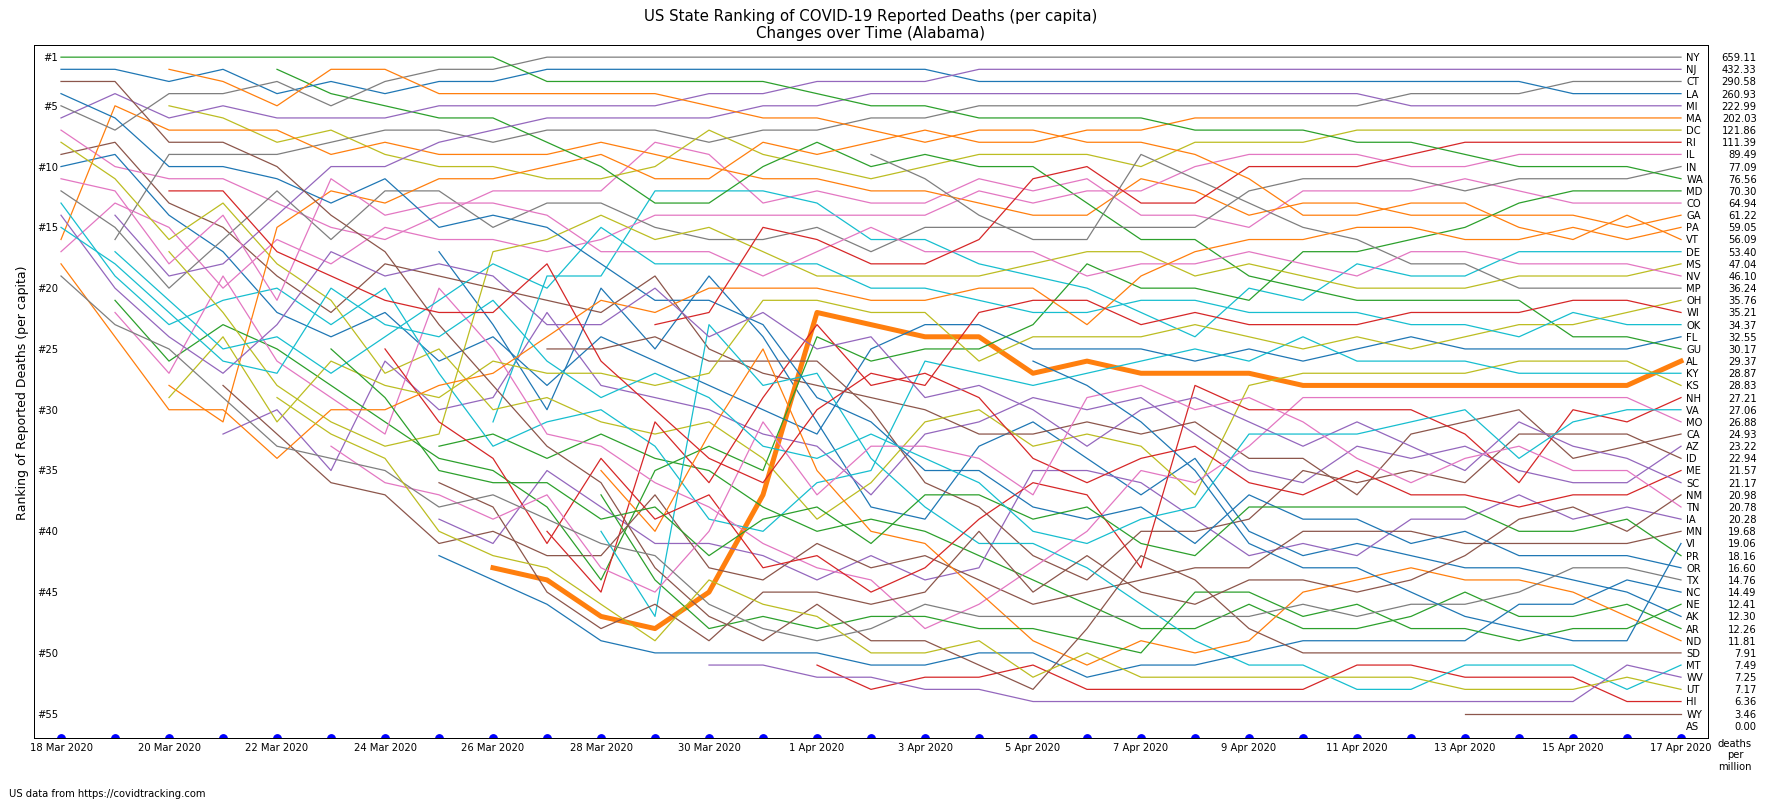 US State Ranking of COVID-19 Reported Deaths (per capita)
Changes over Time (Alabama)
Ranking of Reported Deaths (per capita)
#1
#5
#10
#15
#20
#25
#30
#35
#40
#45
#50
#55
NY 659.11
NJ 432.33
CT 290.58
LA 260.93
MI 222.99
MA 202.03
DC 121.86
RI 111.39
IL 89.49
IN 77.09
WA 76.56
MD 70.30
CO 64.94
GA 61.22
PA 59.05
VT 56.09
DE 53.40
MS 47.04
NV 46.10
MP 36.24
OH 35.76
WI 35.21
OK 34.37
FL 32.55
GU 30.17
AL 29.37
KY 28.87
KS 28.83
NH 27.21
VA 27.06
MO 26.88
CA 24.93
AZ 23.22
ID 22.94
ME 21.57
SC 21.17
NM 20.98
TN 20.78
IA 20.28
MN 19.68
VI 19.06
PR 18.16
OR 16.60
TX 14.76
NC 14.49
NE 12.41
AK 12.30
AR 12.26
ND 11.81
SD 7.91
MT 7.49
WV 7.25
UT 7.17
HI 6.36
WY 3.46
AS 0.00
18 Mar 2020 20 Mar 2020 22 Mar 2020 24 Mar 2020 26 Mar 2020 28 Mar 2020 30 Mar 2020 1 Apr 2020 3 Apr 2020 5 Apr 2020 7 Apr 2020 9 Apr 2020 11 Apr 2020 13 Apr 2020 15 Apr 2020 17 Apr 2020
deaths
per
million
US data from https://covidtracking.com